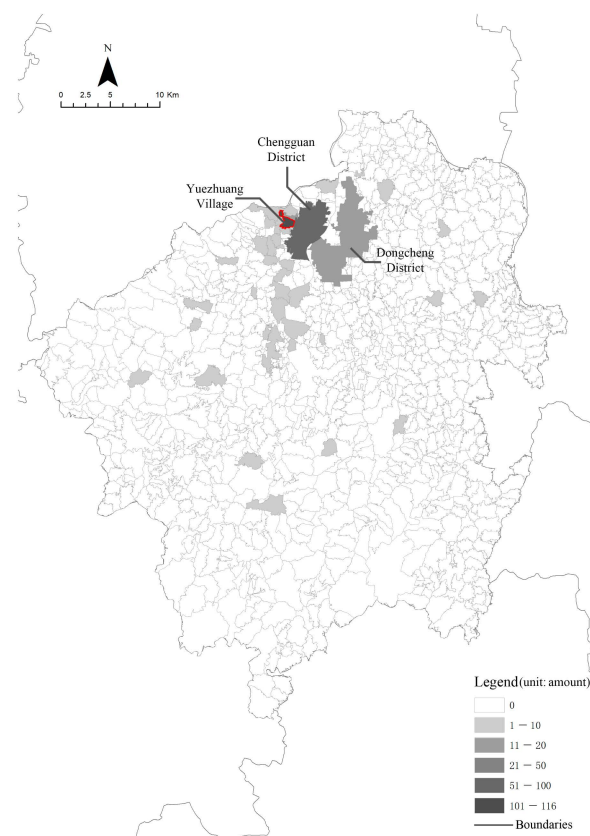 N
0 2.5 5 10 Km
Chengguan
District
Yuezhuang
Village
Dongcheng
District
Legend(unit: amount)
0
1 — 10
11 — 20
21 — 50
51 — 100
101 — 116
Boundaries